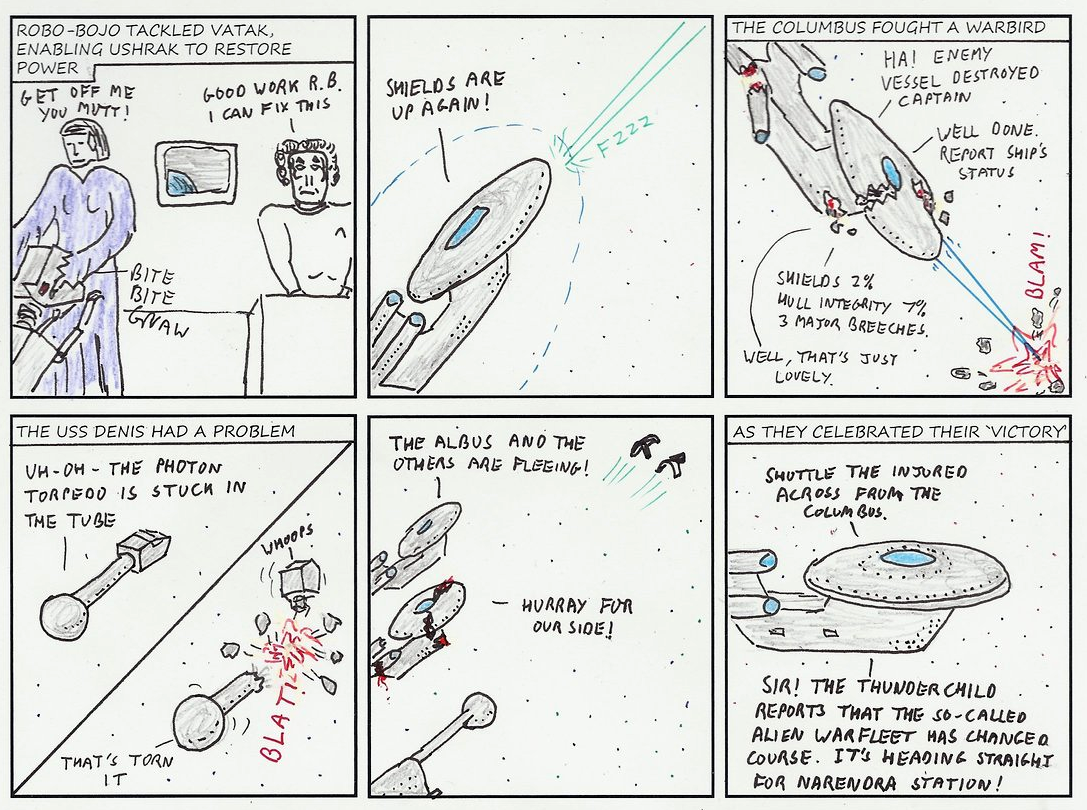 ROBO-BOJO TACKLED VATAK,
ENABLING USHRAK TO RESTORE
POWER
GET OFF ME
YOU MUTT!
GOOD WORK R.B.
I CAN FIX THIS
BITE
BITE
GNAW
SHIELDS ARE
UP AGAIN!
FZZZ
THE COLUMBUS FOUGHT A WARBIRD
HA! ENEMY
VESSEL DESTROYED
CAPTAIN
WELL DONE.
REPORT SHIP'S
STATUS
SHIELDS 2%
HULL INTEGRITY 7%
3 MAJOR BREECHES.
WELL, THAT'S JUST
LOVELY.
BLAM!
THE USS DENIS HAD A PROBLEM
UH-OH - THE PHOTON
TORPEDO IS STUCK IN
THE TUBE
WHOOPS
THAT'S TORN
IT
THE ALBUS AND THE
OTHERS ARE FLEEING!
HURRAY FUR
OUR SIDE!
AS THEY CELEBRATED THEIR 'VICTORY'
SHUTTLE THE INJURED
ACROSS FROM THE
COLUMBUS.
SIR! THE THUNDERCHILD
REPORTS THAT THE SO-CALLED
ALIEN WARFLEET HAS CHANGED
COURSE. IT'S HEADING STRAIGHT
FOR NARENDRA STATION!